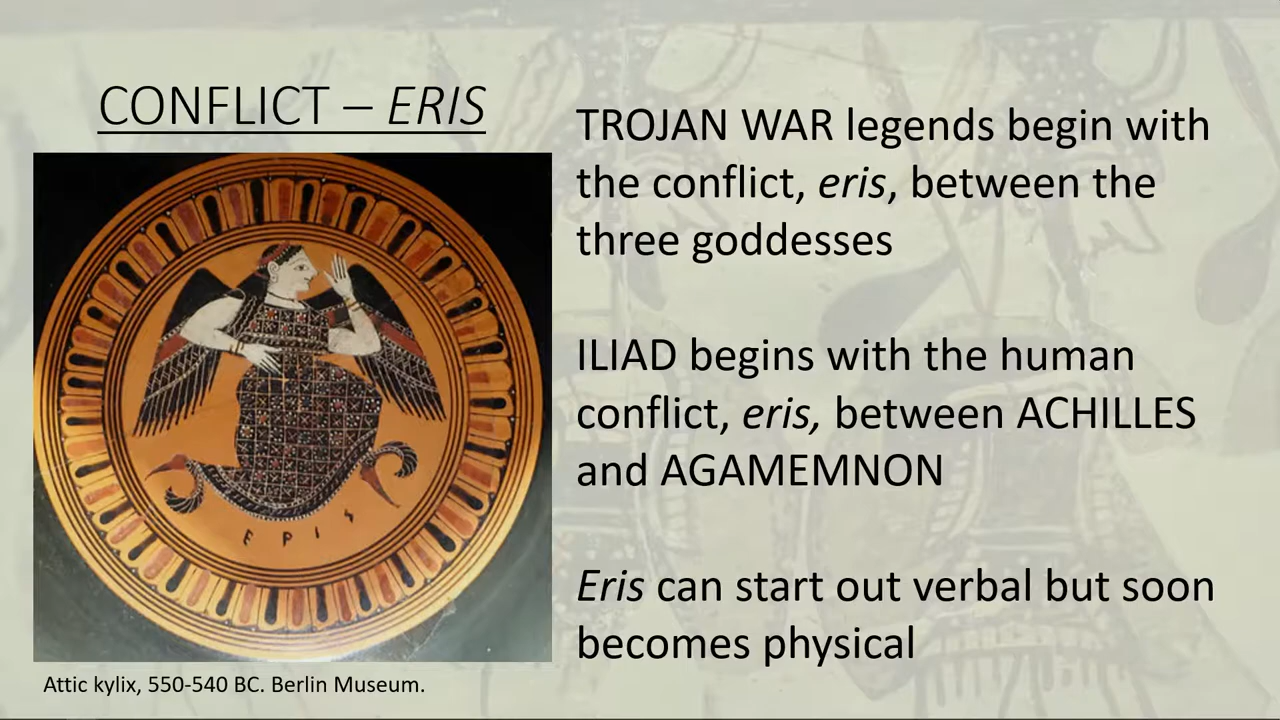 CONFLICT – ERIS
TROJAN WAR legends begin with
the conflict, eris, between the
three goddesses
ILIAD begins with the human
conflict, eris, between ACHILLES
and AGAMEMNON
Eris can start out verbal but soon
becomes physical
ΕΡΙΣ
Attic kylix, 550-540 BC. Berlin Museum.